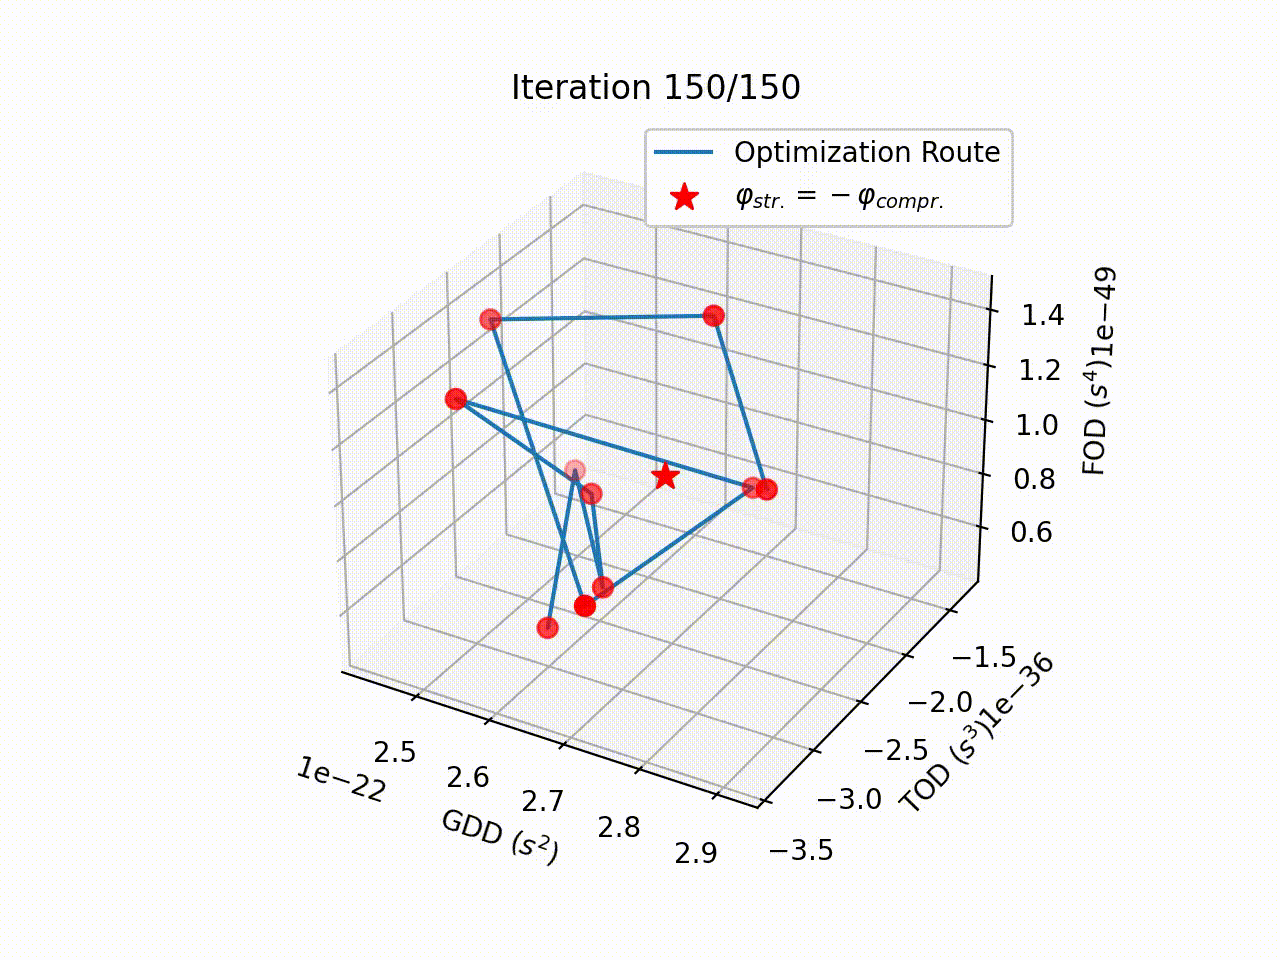 Iteration 150/150
Optimization Route
φstr. = − φcompr.
1.4
1.2
1.0
0.8
0.6
FOD (s⁴)1e−49
−1.5
−2.0
−2.5
−3.0
−3.5
TOD (s³)1e−36
2.5
2.6
2.7
2.8
2.9
1e−22
GDD (s²)